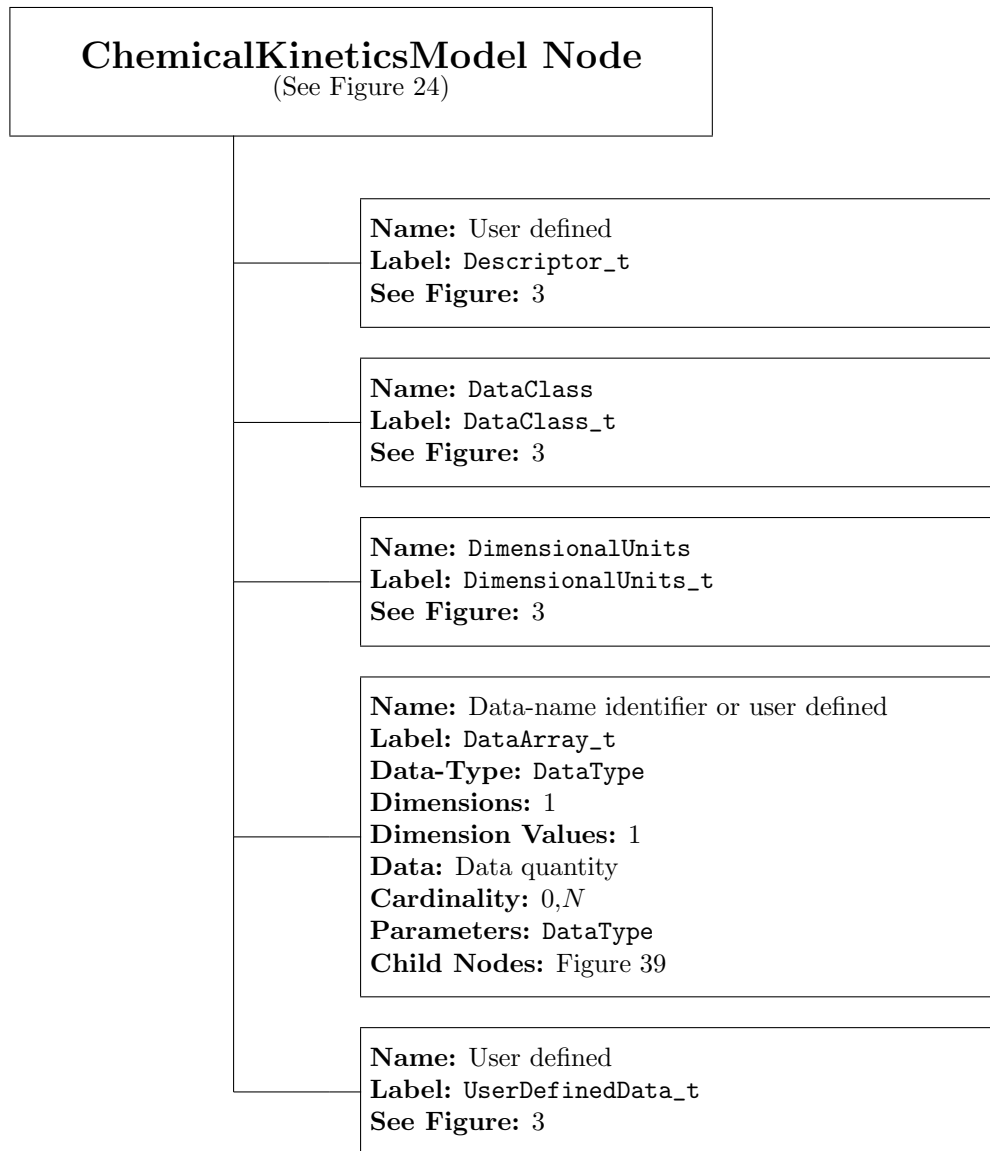 ChemicalKineticsModel Node
(See Figure 24)
Name: User defined
Label: Descriptor_t
See Figure: 3
Name: DataClass
Label: DataClass_t
See Figure: 3
Name: DimensionalUnits
Label: DimensionalUnits_t
See Figure: 3
Name: Data-name identifier or user defined
Label: DataArray_t
Data-Type: DataType
Dimensions: 1
Dimension Values: 1
Data: Data quantity
Cardinality: 0,N
Parameters: DataType
Child Nodes: Figure 39
Name: User defined
Label: UserDefinedData_t
See Figure: 3